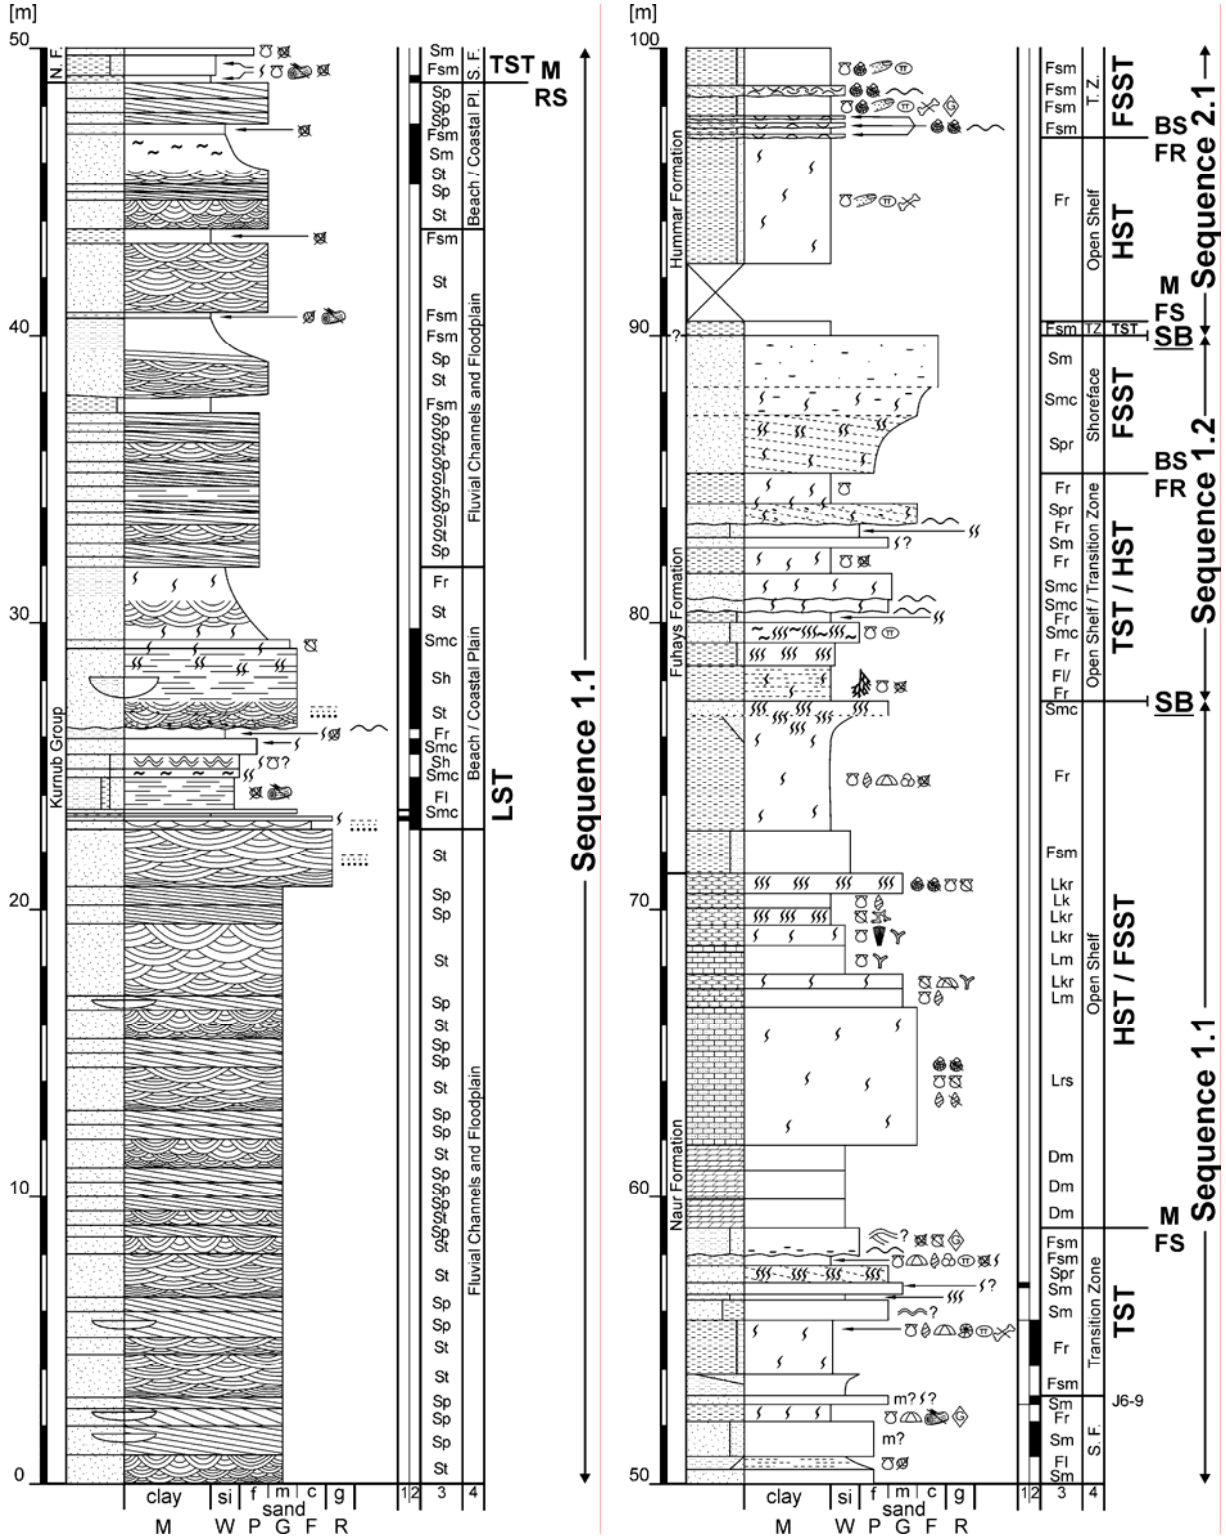 [m]
50
40
30
20
10
0
N. F.
Kurnub Group
Sm
Fsm
Sp
Sp
Sp
Fsm
Sm
St
Sp
St
Fsm
St
Fsm
Fsm
Sp
St
Fsm
Sp
Sp
St
Sp
Sl
Sh
Sp
Sl
St
Sp
Fr
St
Smc
Sh
St
Fr
Smc
Sh
Smc
Fl
Smc
St
Sp
Sp
St
Sp
St
Sp
Sp
St
Sp
Sp
St
Sp
Sp
Sp
St
Sp
St
St
Sp
Sp
St
St
Sp
Sp
Sp
St
?
S. F.
Beach / Coastal Pl.
Fluvial Channels and Floodplain
Beach / Coastal Plain
Fluvial Channels and Floodplain
TST
M
RS
LST
Sequence 1.1
clay
si
f
m
c
g
sand
M
W
P
G
F
R
1
2
3
4
[m]
100
90
80
70
60
50
Hummar Formation
?
Fuhays Formation
Naur Formation
π
π
G
π
π
?
π
?
G
π
?
?
π
m?
?
G
m?
Fsm
Fsm
Fsm
Fsm
Fr
Fsm
Sm
Smc
Spr
Fr
Spr
Fr
Sm
Fr
Smc
Smc
Fr
Smc
Fr
Fl/
Fr
Smc
Fr
Fsm
Lkr
Lk
Lkr
Lkr
Lm
Lkr
Lm
Lrs
Dm
Dm
Dm
Fsm
Fsm
Spr
Sm
Sm
Fr
Fsm
Sm
Fr
Sm
Fl
Sm
T. Z.
Open Shelf
TZ
Shoreface
Open Shelf / Transition Zone
Open Shelf
Transition Zone
S. F.
FSST
BS
FR
HST
M
FS
TST
SB
FSST
BS
FR
TST / HST
SB
HST / FSST
M
FS
TST
J6-9
Sequence 2.1
Sequence 1.2
Sequence 1.1
clay
si
f
m
c
g
sand
M
W
P
G
F
R
1
2
3
4